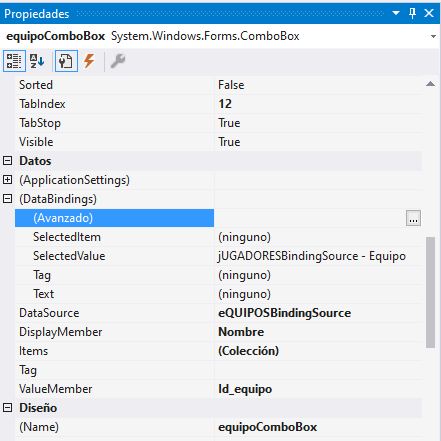 Propiedades
equipoComboBox System.Windows.Forms.ComboBox
Sorted False
TabIndex 12
TabStop True
Visible True
Datos
(ApplicationSettings)
(DataBindings)
(Avanzado) ...
SelectedItem (ninguno)
SelectedValue jUGADORESBindingSource - Equipo
Tag (ninguno)
Text (ninguno)
DataSource eQUIPOSBindingSource
DisplayMember Nombre
Items (Colección)
Tag
ValueMember Id_equipo
Diseño
(Name) equipoComboBox